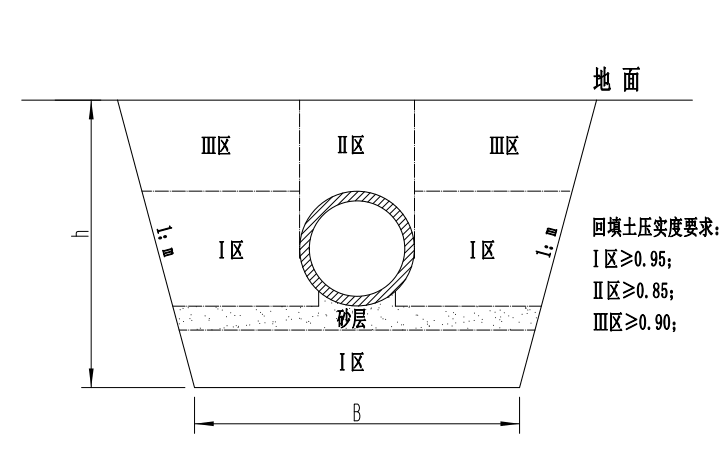 地 面
Ⅲ区
Ⅱ区
Ⅲ区
h
1: m
Ⅰ区
Ⅰ区
1: m
回填土压实度要求:
Ⅰ区≥0.95;
Ⅱ区≥0.85;
Ⅲ区≥0.90;
砂层
Ⅰ区
B